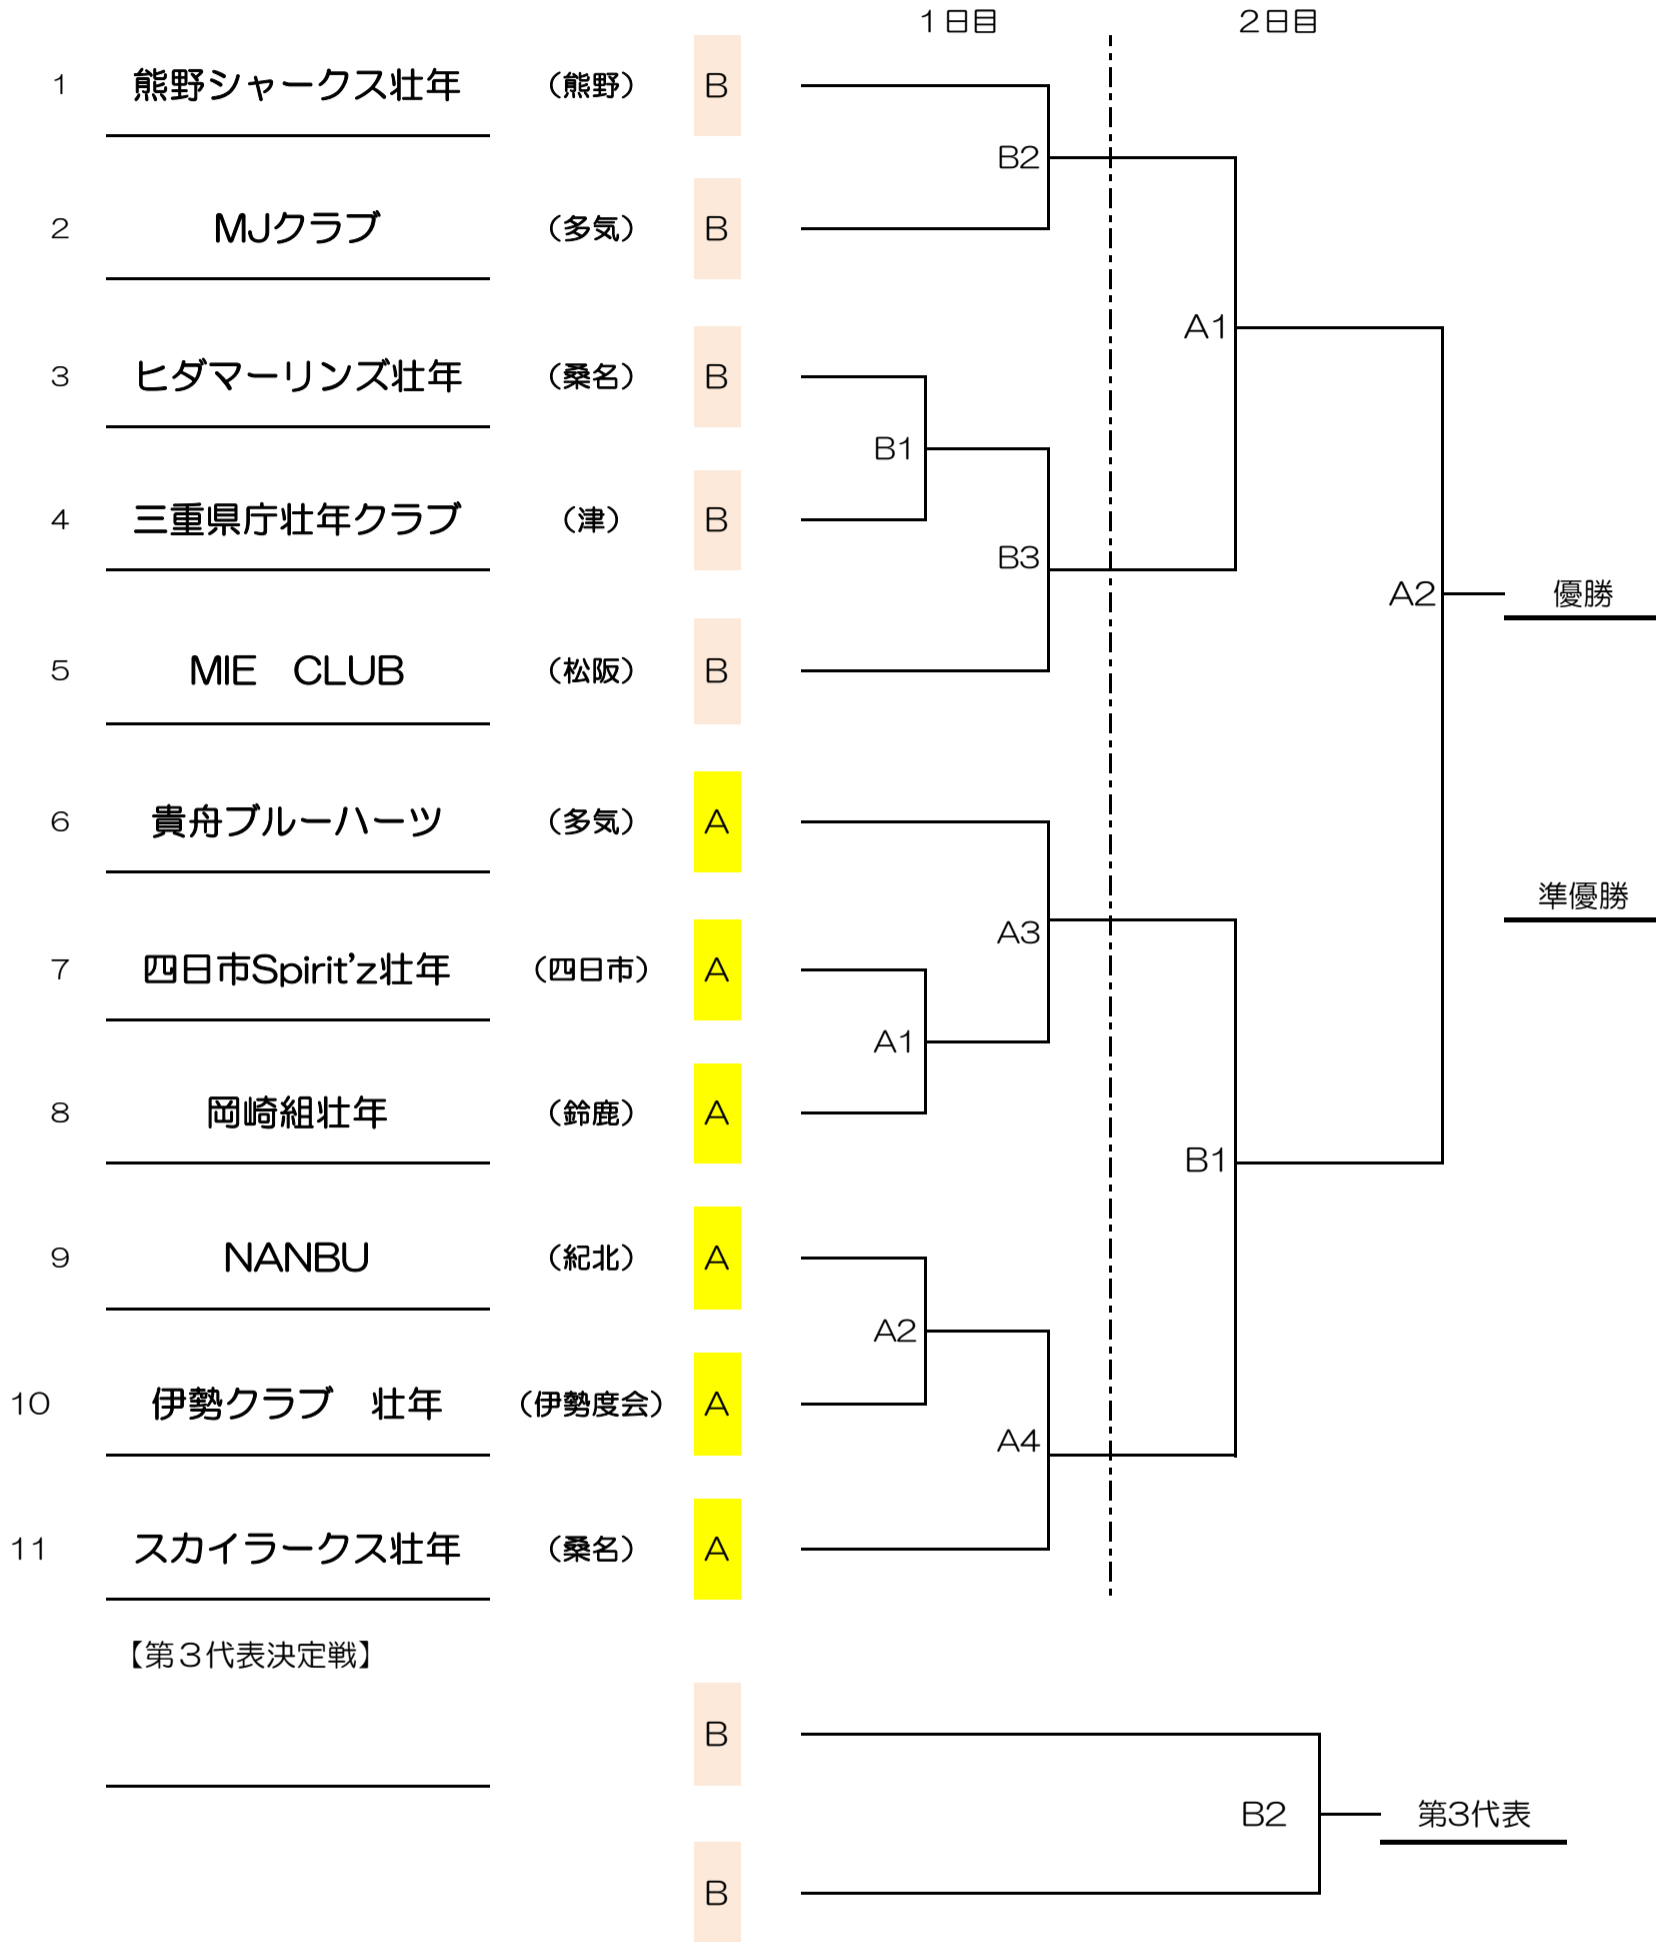 1日目 2日目
1 熊野シャークス壮年 （熊野） B
B2
2 MJクラブ （多気） B
A1
3 ヒダマーリンズ壮年 （桑名） B
B1
4 三重県庁壮年クラブ （津） B
B3
A2 優勝
5 MIE　CLUB （松阪） B
6 貴舟ブルーハーツ （多気） A
準優勝
A3
7 四日市Spirit’z壮年 （四日市） A
A1
8 岡崎組壮年 （鈴鹿） A
B1
9 NANBU （紀北） A
A2
10 伊勢クラブ　壮年 （伊勢度会） A
A4
11 スカイラークス壮年 （桑名） A
【第３代表決定戦】
B
B2 第3代表
B